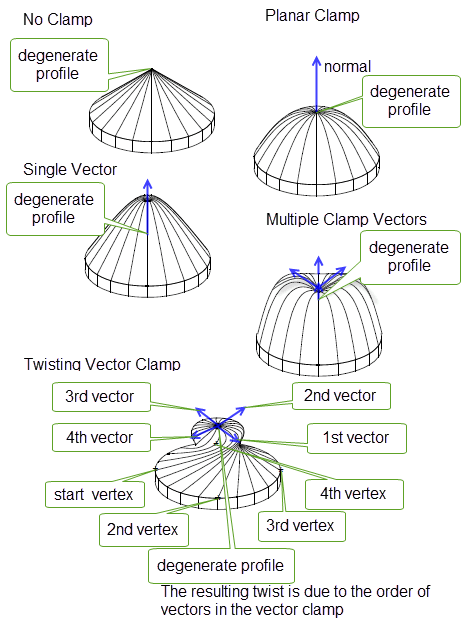 No Clamp
degenerate
profile
Planar Clamp
normal
degenerate
profile
Single Vector
degenerate
profile
Multiple Clamp Vectors
degenerate
profile
Twisting Vector Clamp
3rd vector
2nd vector
4th vector
1st vector
start vertex
4th vertex
2nd vertex
3rd vertex
degenerate profile
The resulting twist is due to the order of
vectors in the vector clamp